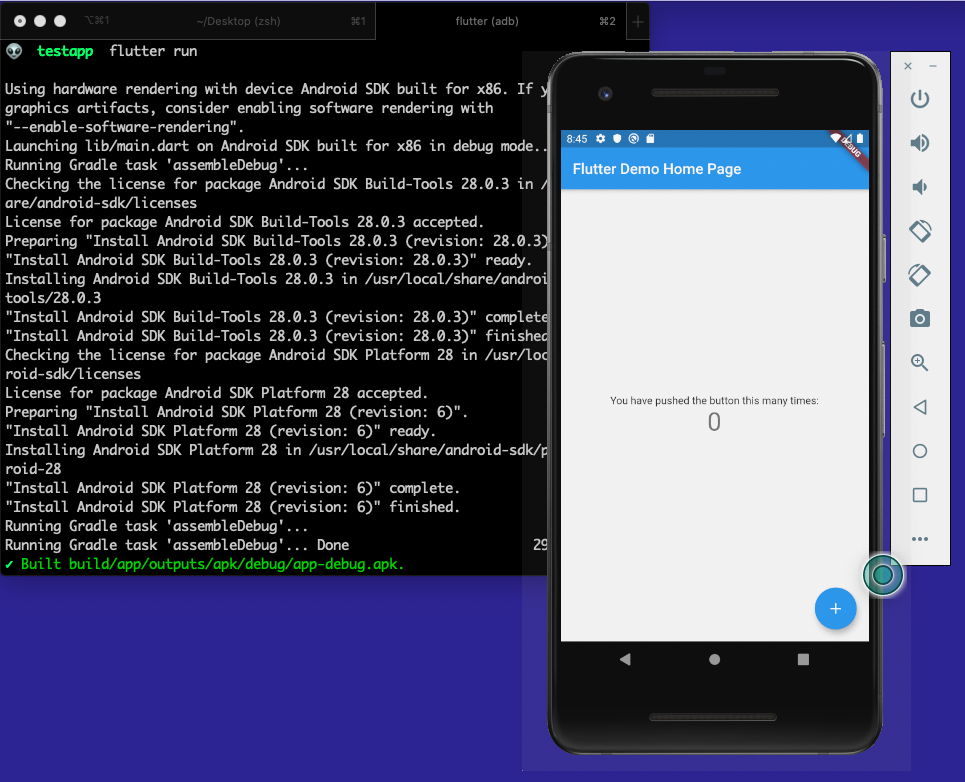 ⌥⌘1
~/Desktop (zsh)
⌘1
flutter (adb)
⌘2
testapp flutter run
Using hardware rendering with device Android SDK built for x86. If
graphics artifacts, consider enabling software rendering with
"--enable-software-rendering".
Launching lib/main.dart on Android SDK built for x86 in debug mode..
Running Gradle task 'assembleDebug'...
Checking the license for package Android SDK Build-Tools 28.0.3 in /
are/android-sdk/licenses
License for package Android SDK Build-Tools 28.0.3 accepted.
Preparing "Install Android SDK Build-Tools 28.0.3 (revision: 28.0.3)
"Install Android SDK Build-Tools 28.0.3 (revision: 28.0.3)" ready.
Installing Android SDK Build-Tools 28.0.3 in /usr/local/share/androi
tools/28.0.3
"Install Android SDK Build-Tools 28.0.3 (revision: 28.0.3)" complete
"Install Android SDK Build-Tools 28.0.3 (revision: 28.0.3)" finished
Checking the license for package Android SDK Platform 28 in /usr/loc
roid-sdk/licenses
License for package Android SDK Platform 28 accepted.
Preparing "Install Android SDK Platform 28 (revision: 6)".
"Install Android SDK Platform 28 (revision: 6)" ready.
Installing Android SDK Platform 28 in /usr/local/share/android-sdk/p
roid-28
"Install Android SDK Platform 28 (revision: 6)" complete.
"Install Android SDK Platform 28 (revision: 6)" finished.
Running Gradle task 'assembleDebug'...
Running Gradle task 'assembleDebug'... Done 29
✓ Built build/app/outputs/apk/debug/app-debug.apk.
8:45
DEBUG
Flutter Demo Home Page
You have pushed the button this many times:
0